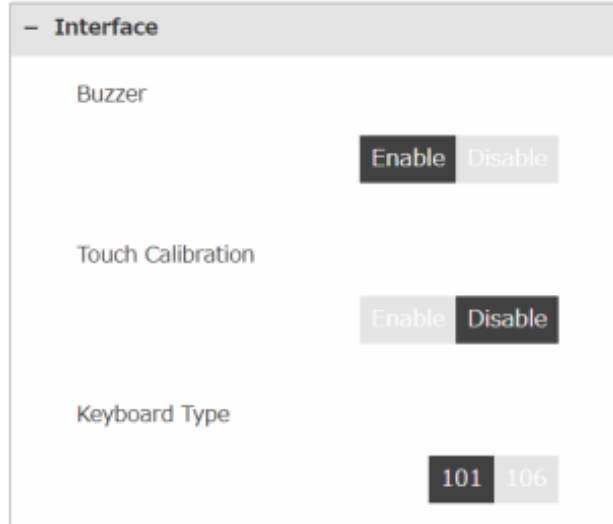 – Interface
Buzzer
Enable Disable
Touch Calibration
Enable Disable
Keyboard Type
101 106